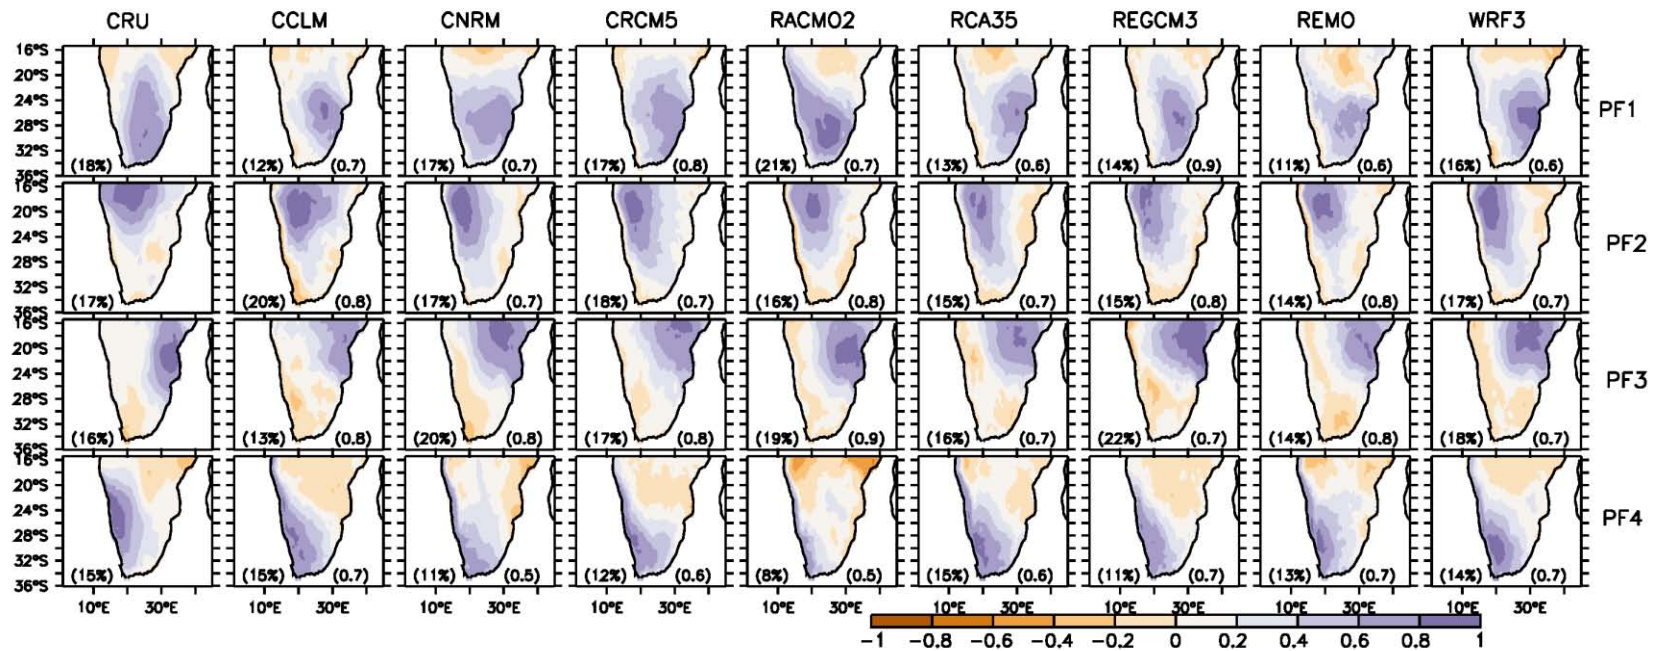 CRU CCLM CNRM CRCM5 RACMO2 RCA35 REGCM3 REMO WRF3
16°S
20°S
24°S
28°S
32°S
36°S
(18%) (12%) (0.7) (17%) (0.7) (17%) (0.8) (21%) (0.7) (13%) (0.6) (14%) (0.9) (11%) (0.6) (16%) (0.6)
PF1
16°S
20°S
24°S
28°S
32°S
36°S
(17%) (20%) (0.8) (17%) (0.7) (18%) (0.7) (16%) (0.8) (15%) (0.7) (15%) (0.8) (14%) (0.8) (17%) (0.7)
PF2
16°S
20°S
24°S
28°S
32°S
36°S
(16%) (13%) (0.8) (20%) (0.8) (17%) (0.8) (19%) (0.9) (16%) (0.7) (22%) (0.7) (14%) (0.8) (18%) (0.7)
PF3
16°S
20°S
24°S
28°S
32°S
36°S
(15%) (15%) (0.7) (11%) (0.5) (12%) (0.6) (8%) (0.5) (15%) (0.6) (11%) (0.7) (13%) (0.7) (14%) (0.7)
PF4
10°E 30°E 10°E 30°E 10°E 30°E 10°E 30°E 10°E 30°E 10°E 30°E 10°E 30°E 10°E 30°E 10°E 30°E
-1 -0.8 -0.6 -0.4 -0.2 0 0.2 0.4 0.6 0.8 1